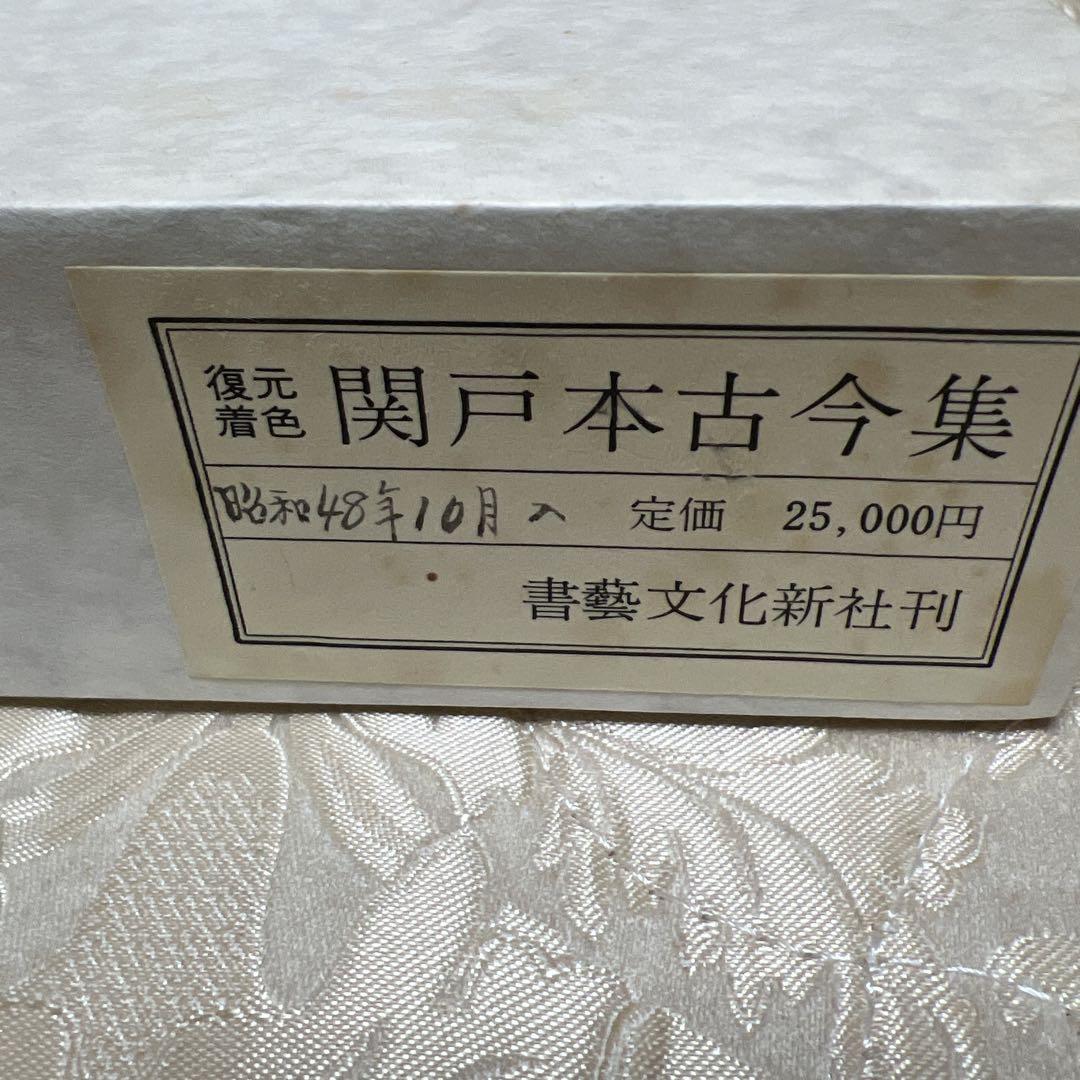 復元
着色 関戸本古今集
昭和48年10月入 定価 25,000円
書藝文化新社刊